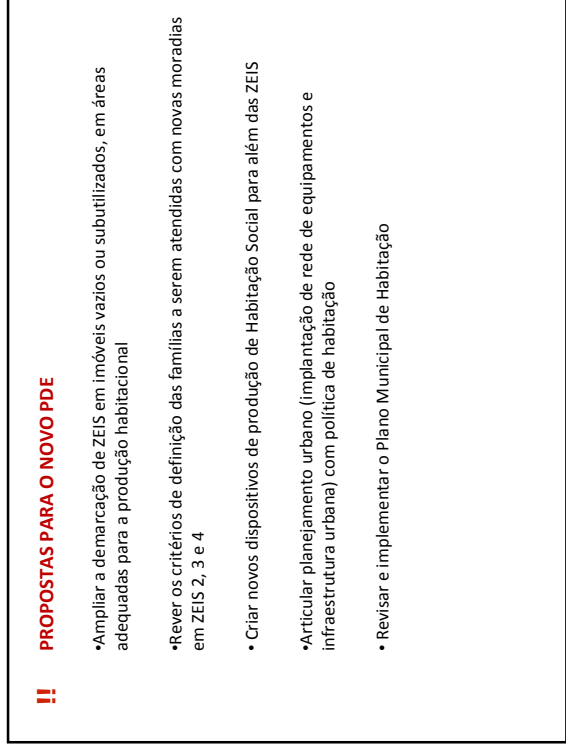 !! PROPOSTAS PARA O NOVO PDE
•Ampliar a demarcação de ZEIS em imóveis vazios ou subutilizados, em áreas
adequadas para a produção habitacional
•Rever os critérios de definição das famílias a serem atendidas com novas moradias
em ZEIS 2, 3 e 4
• Criar novos dispositivos de produção de Habitação Social para além das ZEIS
•Articular planejamento urbano (implantação de rede de equipamentos e
infraestrutura urbana) com política de habitação
• Revisar e implementar o Plano Municipal de Habitação